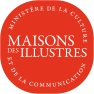 MINISTÈRE DE LA CULTURE
MAISONS
DES ILLUSTRES
ET DE LA COMMUNICATION